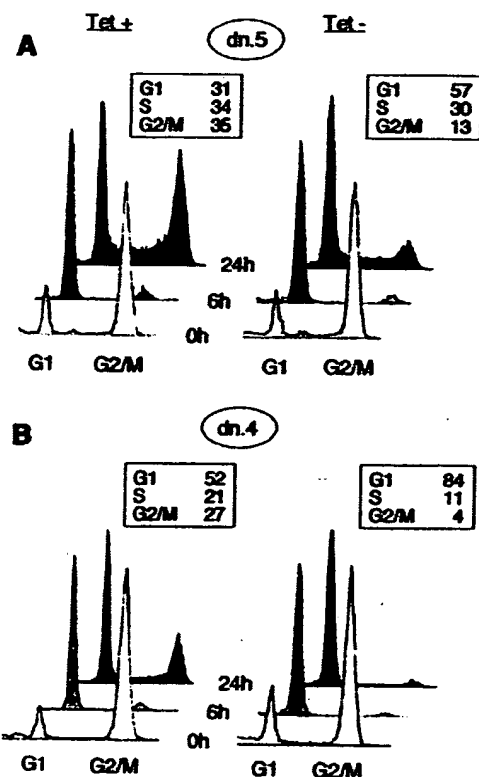 Tet + Tet -
A dn.5
G1 31
S 34
G2/M 35
G1 57
S 30
G2/M 13
24h
6h
0h
G1 G2/M G1 G2/M
B dn.4
G1 52
S 21
G2/M 27
G1 84
S 11
G2/M 4
24h
6h
0h
G1 G2/M G1 G2/M